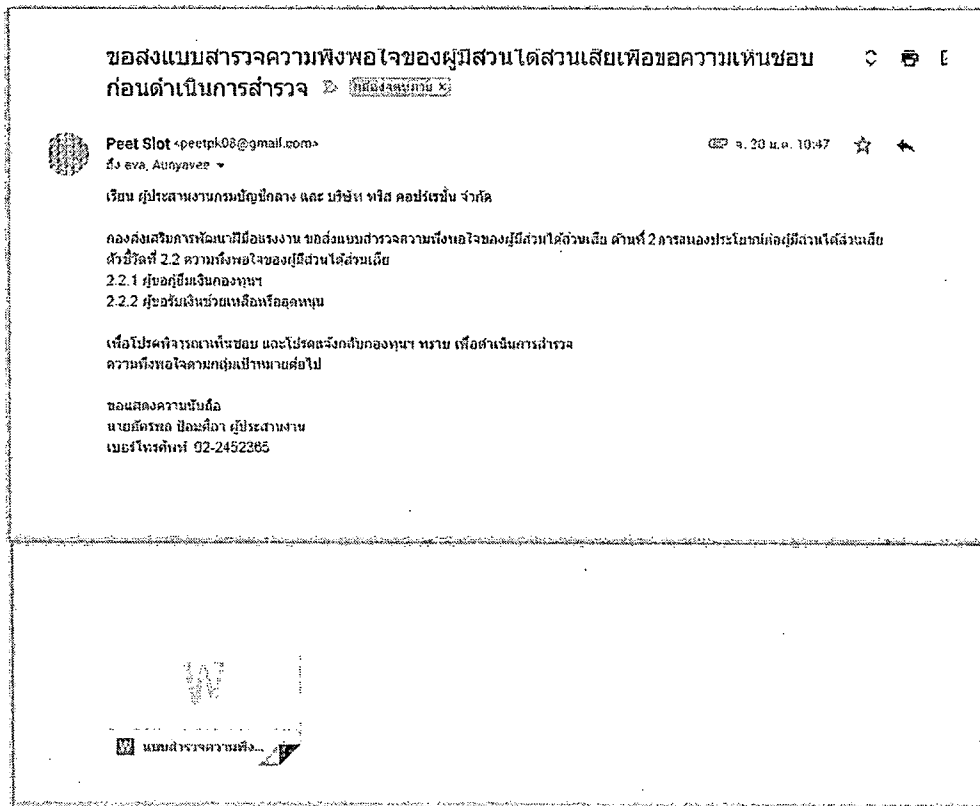 ขอส่งแบบสำรวจความพึงพอใจของผู้มีส่วนได้ส่วนเสียเพื่อขอความเห็นชอบ
ก่อนดำเนินการสำรวจ
Peet Slot <peetpk08@gmail.com>
จ. 20 ม.ค. 10:47
ถึง eva, Aunyavee
เรียน ผู้ประสานงานกรมบัญชีกลาง และ บริษัท ทริส คอปร์เรชั่น จำกัด
กองส่งเสริมการพัฒนาฝีมือแรงงาน ขอส่งแบบสำรวจความพึงพอใจของผู้มีส่วนได้ส่วนเสีย ด้านที่ 2 การสนองประโยชน์ต่อผู้มีส่วนได้ส่วนเสีย
ตัวชี้วัดที่ 2.2 ความพึงพอใจของผู้มีส่วนได้ส่วนเสีย
2.2.1 ผู้ขอกู้ยืมเงินกองทุนฯ
2.2.2 ผู้ขอรับเงินช่วยเหลือหรืออุดหนุน
เพื่อโปรดพิจารณาเห็นชอบ และโปรดแจ้งกลับกองทุนฯ ทราบ เพื่อดำเนินการสำรวจ
ความพึงพอใจตามกลุ่มเป้าหมายต่อไป
ขอแสดงความนับถือ
ผู้ประสานงาน
เบอร์โทรศัพท์ 02-2452365
W
W แบบสำรวจความพึง...